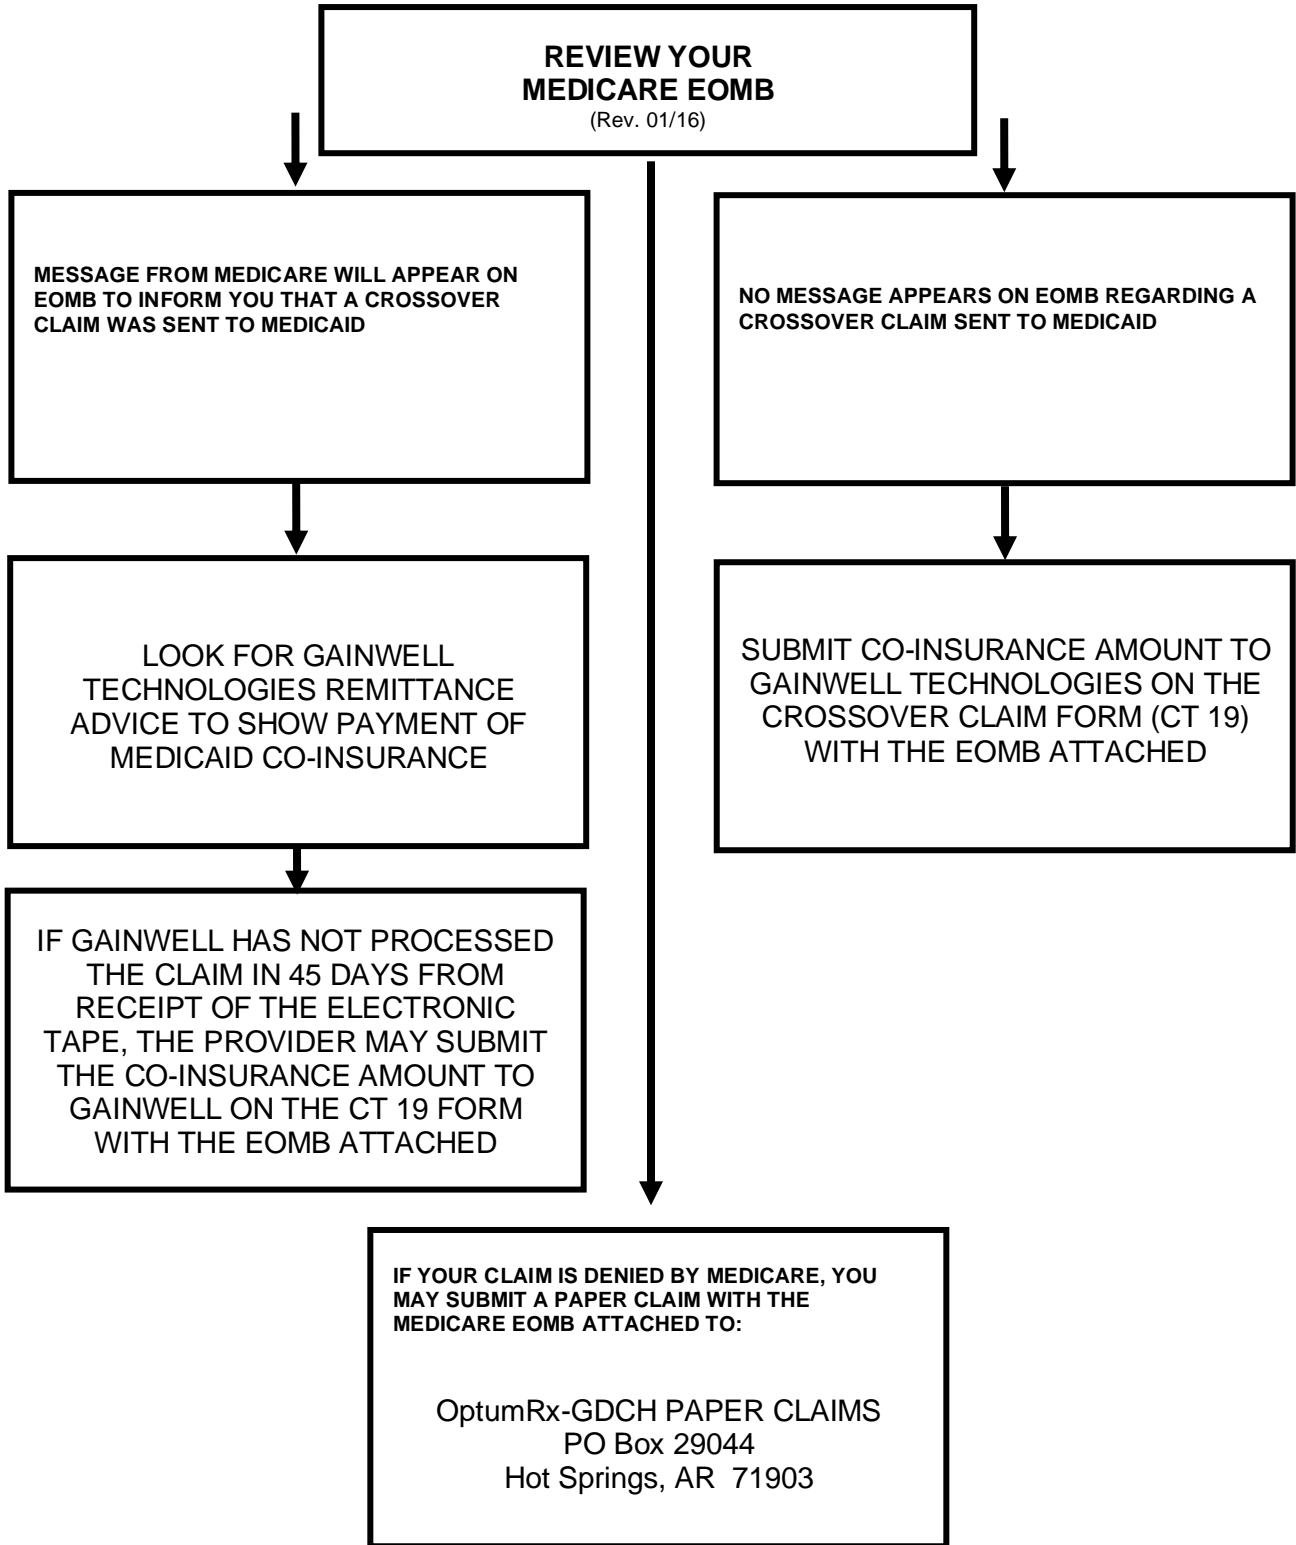 REVIEW YOUR
MEDICARE EOMB
(Rev. 01/16)
MESSAGE FROM MEDICARE WILL APPEAR ON
EOMB TO INFORM YOU THAT A CROSSOVER
CLAIM WAS SENT TO MEDICAID
NO MESSAGE APPEARS ON EOMB REGARDING A
CROSSOVER CLAIM SENT TO MEDICAID
LOOK FOR GAINWELL
TECHNOLOGIES REMITTANCE
ADVICE TO SHOW PAYMENT OF
MEDICAID CO-INSURANCE
SUBMIT CO-INSURANCE AMOUNT TO
GAINWELL TECHNOLOGIES ON THE
CROSSOVER CLAIM FORM (CT 19)
WITH THE EOMB ATTACHED
IF GAINWELL HAS NOT PROCESSED
THE CLAIM IN 45 DAYS FROM
RECEIPT OF THE ELECTRONIC
TAPE, THE PROVIDER MAY SUBMIT
THE CO-INSURANCE AMOUNT TO
GAINWELL ON THE CT 19 FORM
WITH THE EOMB ATTACHED
IF YOUR CLAIM IS DENIED BY MEDICARE, YOU
MAY SUBMIT A PAPER CLAIM WITH THE
MEDICARE EOMB ATTACHED TO:
OptumRx-GDCH PAPER CLAIMS
PO Box 29044
Hot Springs, AR  71903